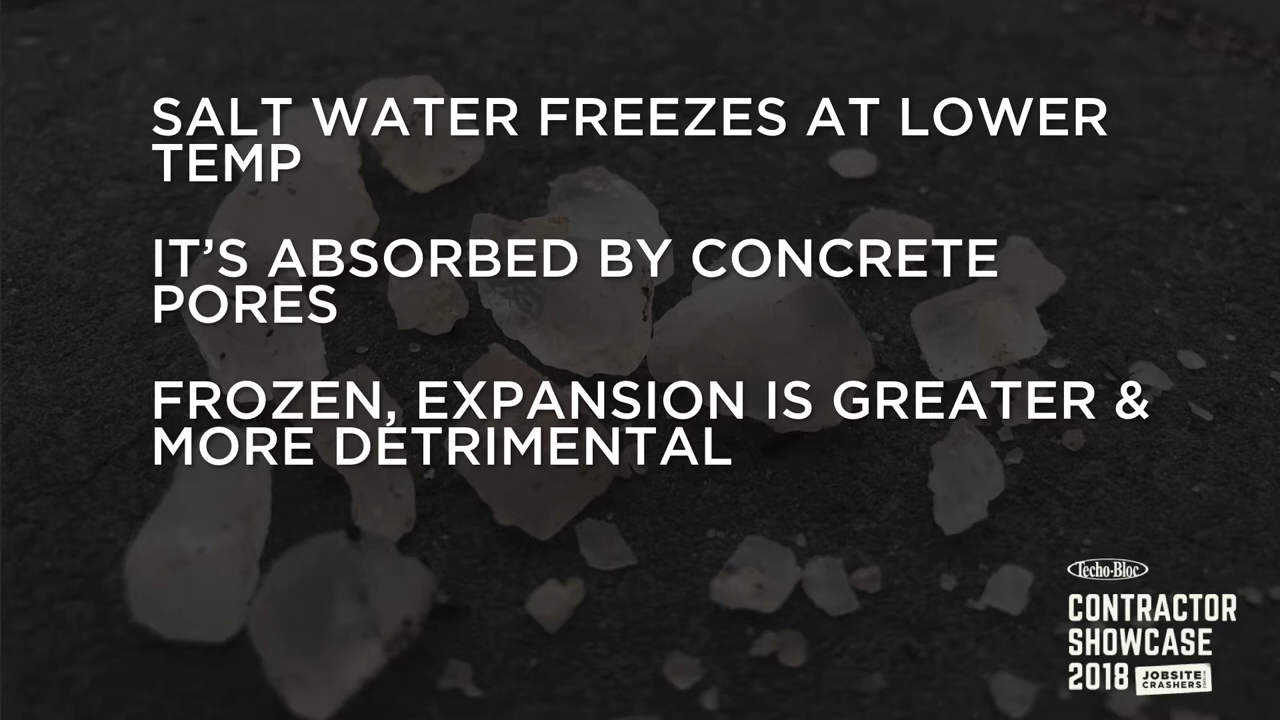 SALT WATER FREEZES AT LOWER
TEMP
IT’S ABSORBED BY CONCRETE
PORES
FROZEN, EXPANSION IS GREATER &
MORE DETRIMENTAL
Techo-Bloc
CONTRACTOR
SHOWCASE
2018 JOBSITE
CRASHERS